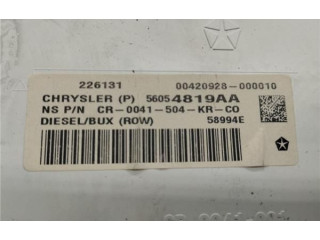 226131 00420928-000010
CHRYSLER (P) 56054819AA
NS P/N CR-0041-504-KR-CO
DIESEL/BUX (ROW) 58994E